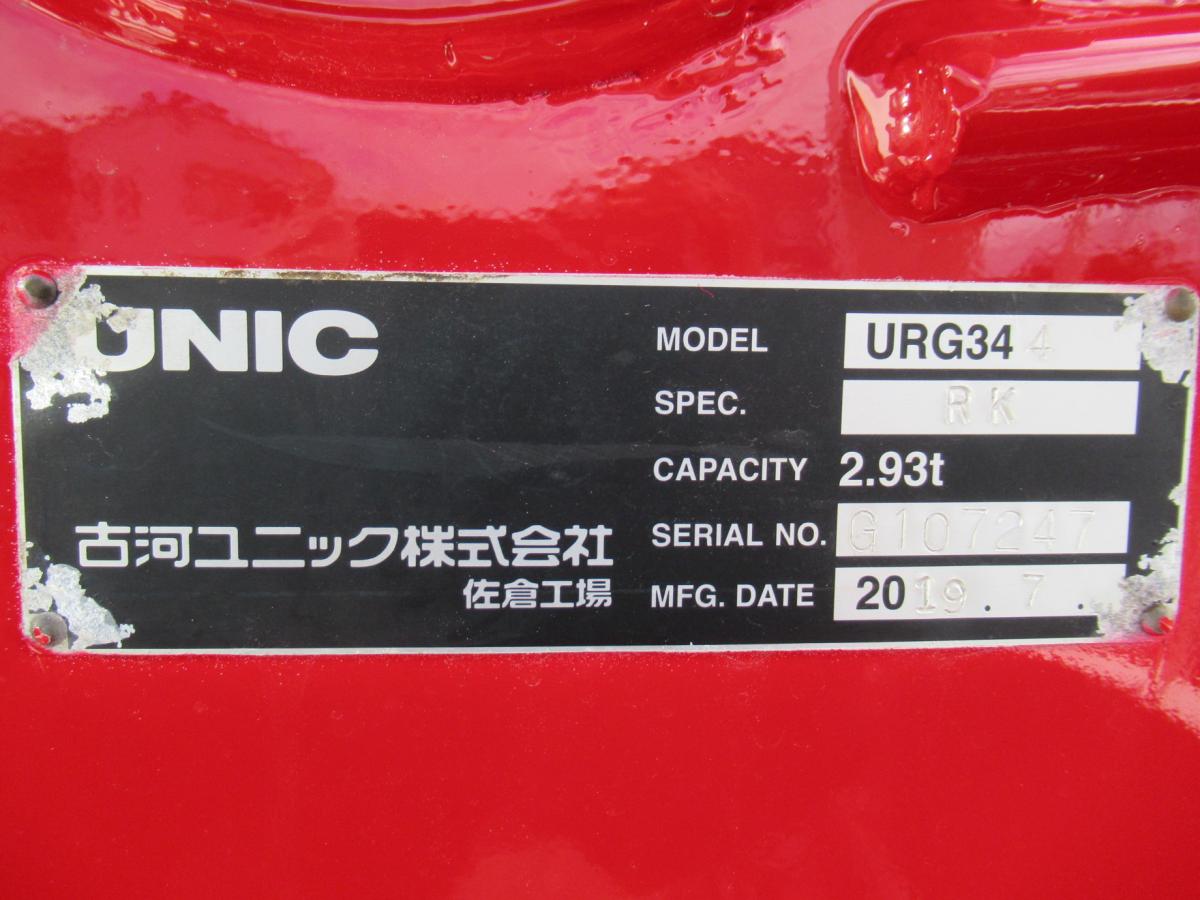 UNIC
MODEL URG344
SPEC. RK
CAPACITY 2.93t
SERIAL NO. G107247
MFG. DATE 2019. 7.
古河ユニック株式会社
佐倉工場